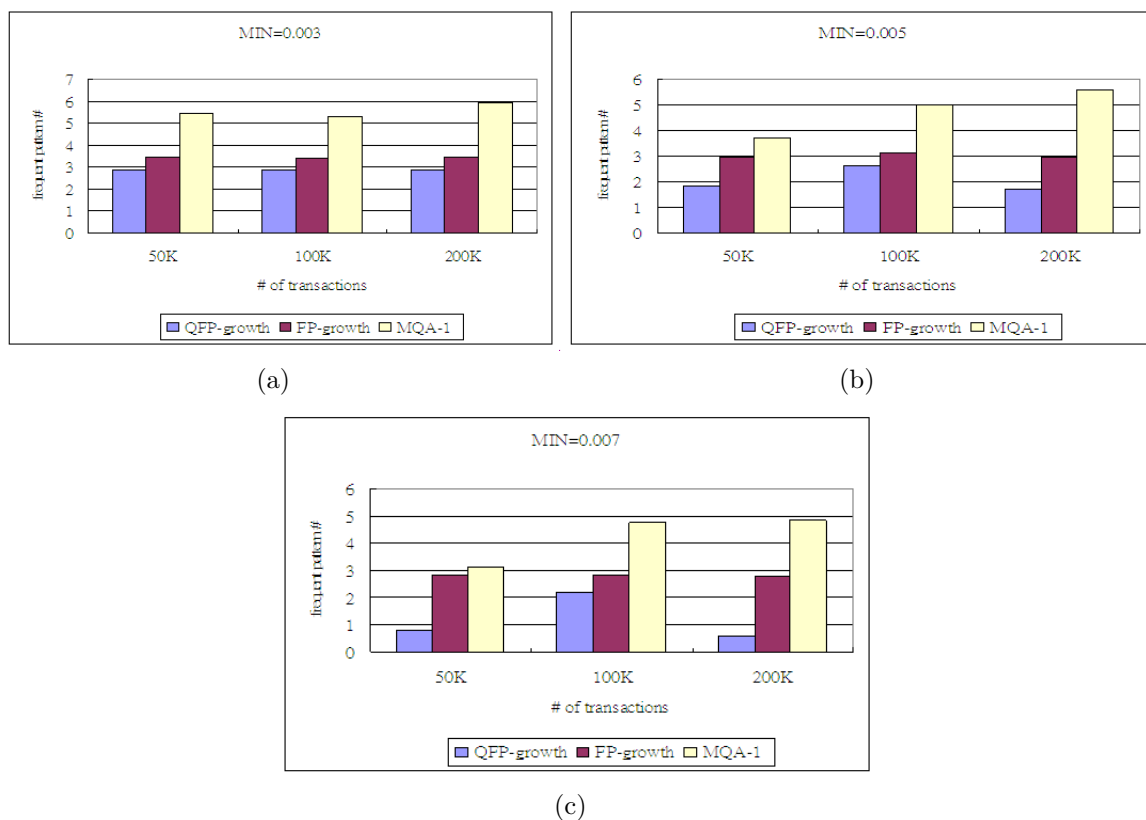 MIN=0.003
frequent pattern#
7
6
5
4
3
2
1
0
50K 100K 200K
# of transactions
QFP-growth FP-growth MQA-1
(a)
MIN=0.005
frequent pattern#
6
5
4
3
2
1
0
50K 100K 200K
# of transactions
QFP-growth FP-growth MQA-1
(b)
MIN=0.007
frequent pattern#
6
5
4
3
2
1
0
50K 100K 200K
# of transactions
QFP-growth FP-growth MQA-1
(c)